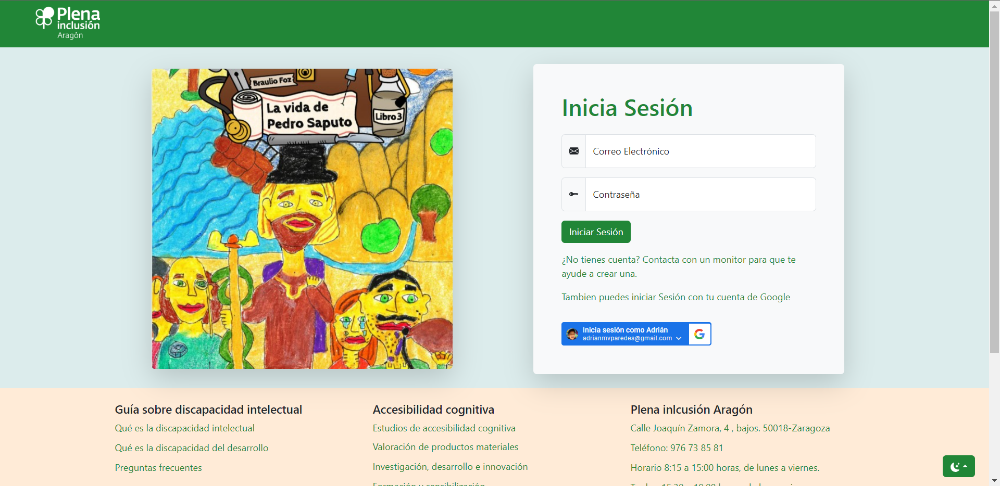 Plena
inclusión
Aragón
Braulio Foz
La vida de
Pedro Saputo
Libro 3
Inicia Sesión
Correo Electrónico
Contraseña
Iniciar Sesión
¿No tienes cuenta? Contacta con un monitor para que te
ayude a crear una.
Tambien puedes iniciar Sesión con tu cuenta de Google
Inicia sesión como Adrián
adrianmvparedes@gmail.com
Guía sobre discapacidad intelectual
Qué es la discapacidad intelectual
Qué es la discapacidad del desarrollo
Preguntas frecuentes
Accesibilidad cognitiva
Estudios de accesibilidad cognitiva
Valoración de productos materiales
Investigación, desarrollo e innovación
Formación y sensibilización
Plena inlcusión Aragón
Calle Joaquín Zamora, 4 , bajos. 50018-Zaragoza
Teléfono: 976 73 85 81
Horario 8:15 a 15:00 horas, de lunes a viernes.